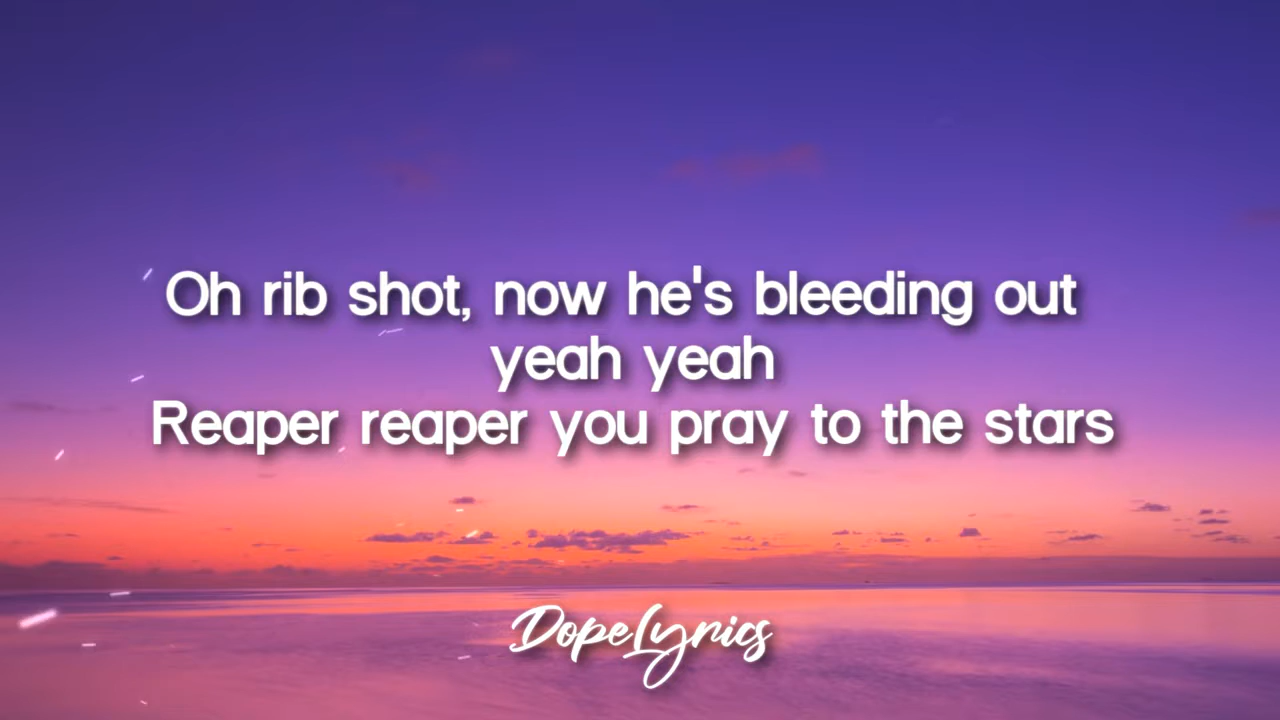 Oh rib shot, now he's bleeding out
yeah yeah
Reaper reaper you pray to the stars
DopeLyrics